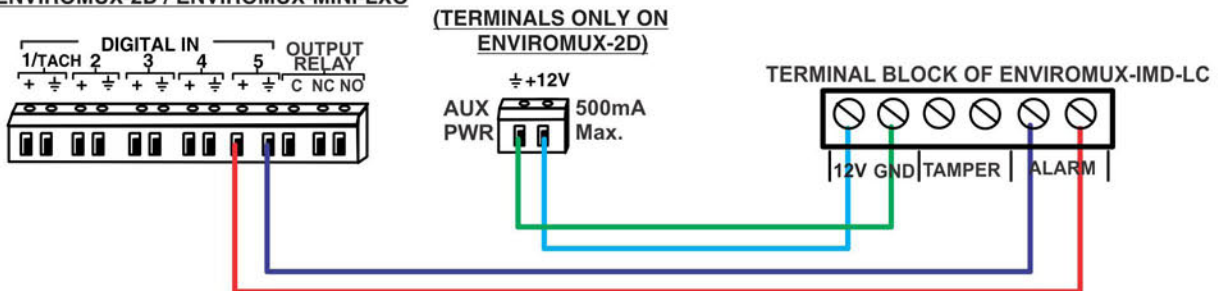 ENVIROMUX-2D / ENVIROMUX-MINI-LXO
(TERMINALS ONLY ON
ENVIROMUX-2D)
DIGITAL IN
OUTPUT
RELAY
1/TACH 2 3 4 5
+ ⏚ + ⏚ + ⏚ + ⏚ + ⏚ C NC NO
⏚ +12V
AUX
PWR
500mA
Max.
TERMINAL BLOCK OF ENVIROMUX-IMD-LC
12V GND TAMPER ALARM